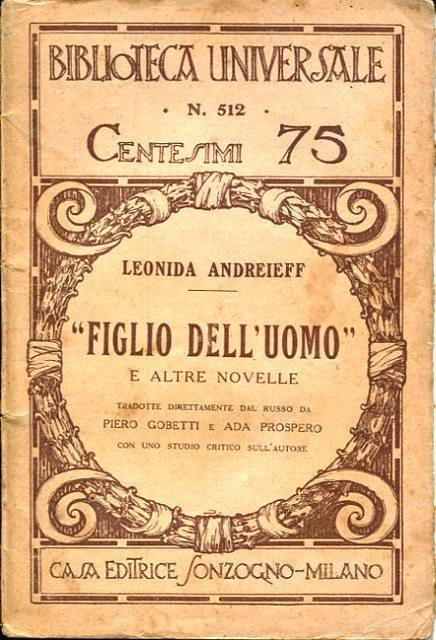 BIBLIOTECA UNIVERSALE
· N. 512 ·
CENTESIMI 75
LEONIDA ANDREIEFF
"FIGLIO DELL'UOMO"
E ALTRE NOVELLE
TRADOTTE DIRETTAMENTE DAL RUSSO DA
PIERO GOBETTI E ADA PROSPERO
CON UNO STUDIO CRITICO SULL'AUTORE
CASA EDITRICE SONZOGNO-MILANO